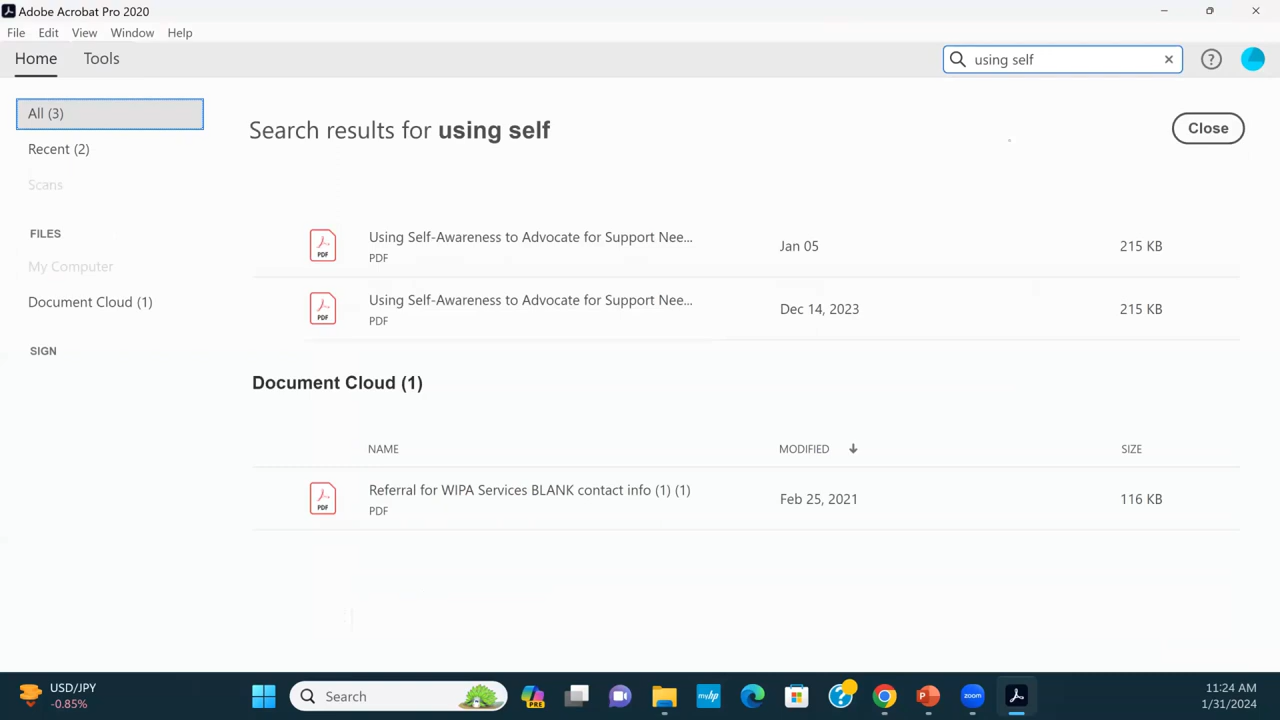 Adobe Acrobat Pro 2020
File Edit View Window Help
Home Tools
using self
All (3)
Recent (2)
Scans
FILES
My Computer
Document Cloud (1)
SIGN
Search results for using self
Close
Using Self-Awareness to Advocate for Support Nee...
PDF
Jan 05
215 KB
Using Self-Awareness to Advocate for Support Nee...
PDF
Dec 14, 2023
215 KB
Document Cloud (1)
NAME MODIFIED SIZE
Referral for WIPA Services BLANK contact info (1) (1)
PDF
Feb 25, 2021
116 KB
USD/JPY
-0.85%
Search
PRE
myhp
zoom
11:24 AM
1/31/2024